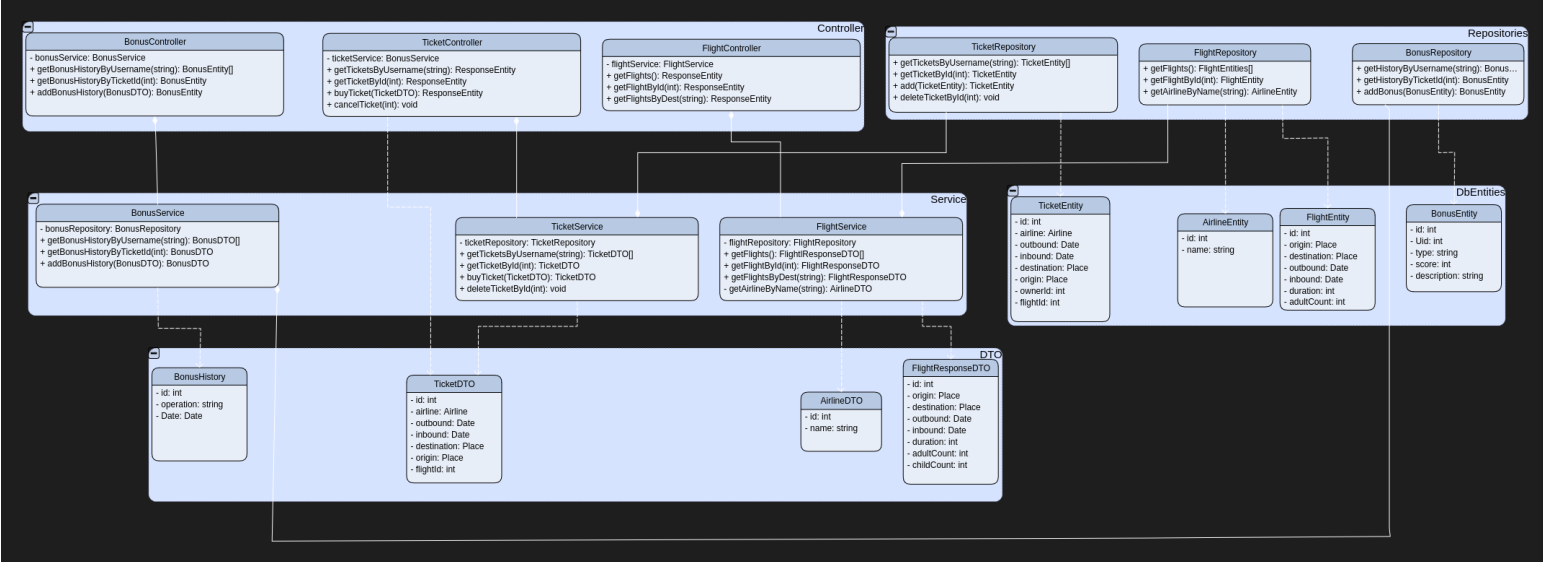 Controller
BonusController
- bonusService: BonusService
+ getBonusHistoryByUsername(string): BonusEntity[]
+ getBonusHistoryByTicketId(int): BonusEntity
+ addBonusHistory(BonusDTO): BonusEntity
TicketController
- ticketService: BonusService
+ getTicketsByUsername(string): ResponseEntity
+ getTicketById(int): ResponseEntity
+ buyTicket(TicketDTO): ResponseEntity
+ cancelTicket(int): void
FlightController
- flightService: FlightService
+ getFlights(): ResponseEntity
+ getFlightById(int): ResponseEntity
+ getFlightsByDest(string): ResponseEntity
Repositories
TicketRepository
+ getTicketsByUsername(string): TicketEntity[]
+ getTicketById(int): TicketEntity
+ add(TicketEntity): TicketEntity
+ deleteTicketById(int): void
FlightRepository
+ getFlights(): FlightEntities[]
+ getFlightById(int): FlightEntity
+ getAirlineByName(string): AirlineEntity
BonusRepository
+ getHistoryByUsername(string): Bonus...
+ getHistoryByTicketId(int): BonusEntity
+ addBonus(BonusEntity): BonusEntity
Service
BonusService
- bonusRepository: BonusRepository
+ getBonusHistoryByUsername(string): BonusDTO[]
+ getBonusHistoryByTicketId(int): BonusDTO
+ addBonusHistory(BonusDTO): BonusDTO
TicketService
- ticketRepository: TicketRepository
+ getTicketsByUsername(string): TicketDTO[]
+ getTicketById(int): TicketDTO
+ buyTicket(TicketDTO): TicketDTO
+ deleteTicketById(int): void
FlightService
- flightRepository: FlightRepository
+ getFlights(): FlightResponseDTO[]
+ getFlightById(int): FlightResponseDTO
+ getFlightsByDest(string): FlightResponseDTO
- getAirlineByName(string): AirlineDTO
DbEntities
TicketEntity
- id: int
- airline: Airline
- outbound: Date
- inbound: Date
- destination: Place
- origin: Place
- ownerId: int
- flightId: int
AirlineEntity
- id: int
- name: string
FlightEntity
- id: int
- origin: Place
- destination: Place
- outbound: Date
- inbound: Date
- duration: int
- adultCount: int
BonusEntity
- id: int
- Uid: int
- type: string
- score: int
- description: string
DTO
BonusHistory
- id: int
- operation: string
- Date: Date
TicketDTO
- id: int
- airline: Airline
- outbound: Date
- inbound: Date
- destination: Place
- origin: Place
- flightId: int
AirlineDTO
- id: int
- name: string
FlightResponseDTO
- id: int
- origin: Place
- destination: Place
- outbound: Date
- inbound: Date
- duration: int
- adultCount: int
- childCount: int